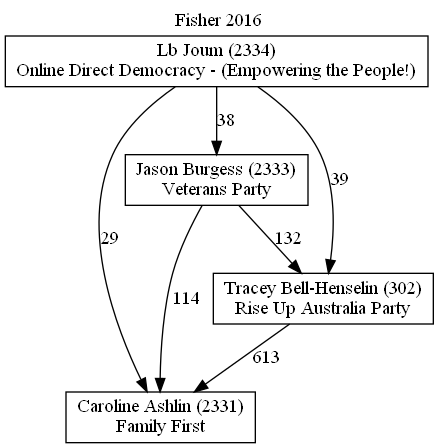 Fisher 2016
Lb Joum (2334)
Online Direct Democracy - (Empowering the People!)
38
Jason Burgess (2333)
Veterans Party
39
29
132
Tracey Bell-Henselin (302)
Rise Up Australia Party
114
613
Caroline Ashlin (2331)
Family First